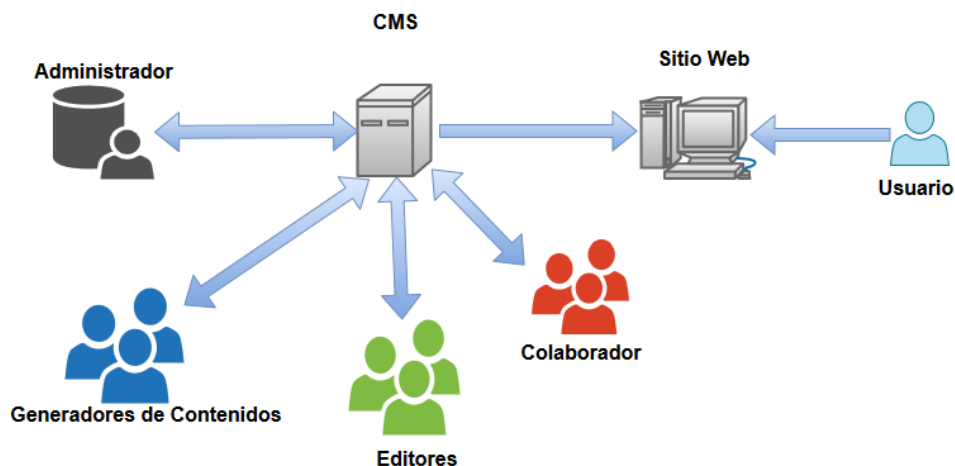 CMS
Administrador
Sitio Web
Usuario
Colaborador
Generadores de Contenidos
Editores